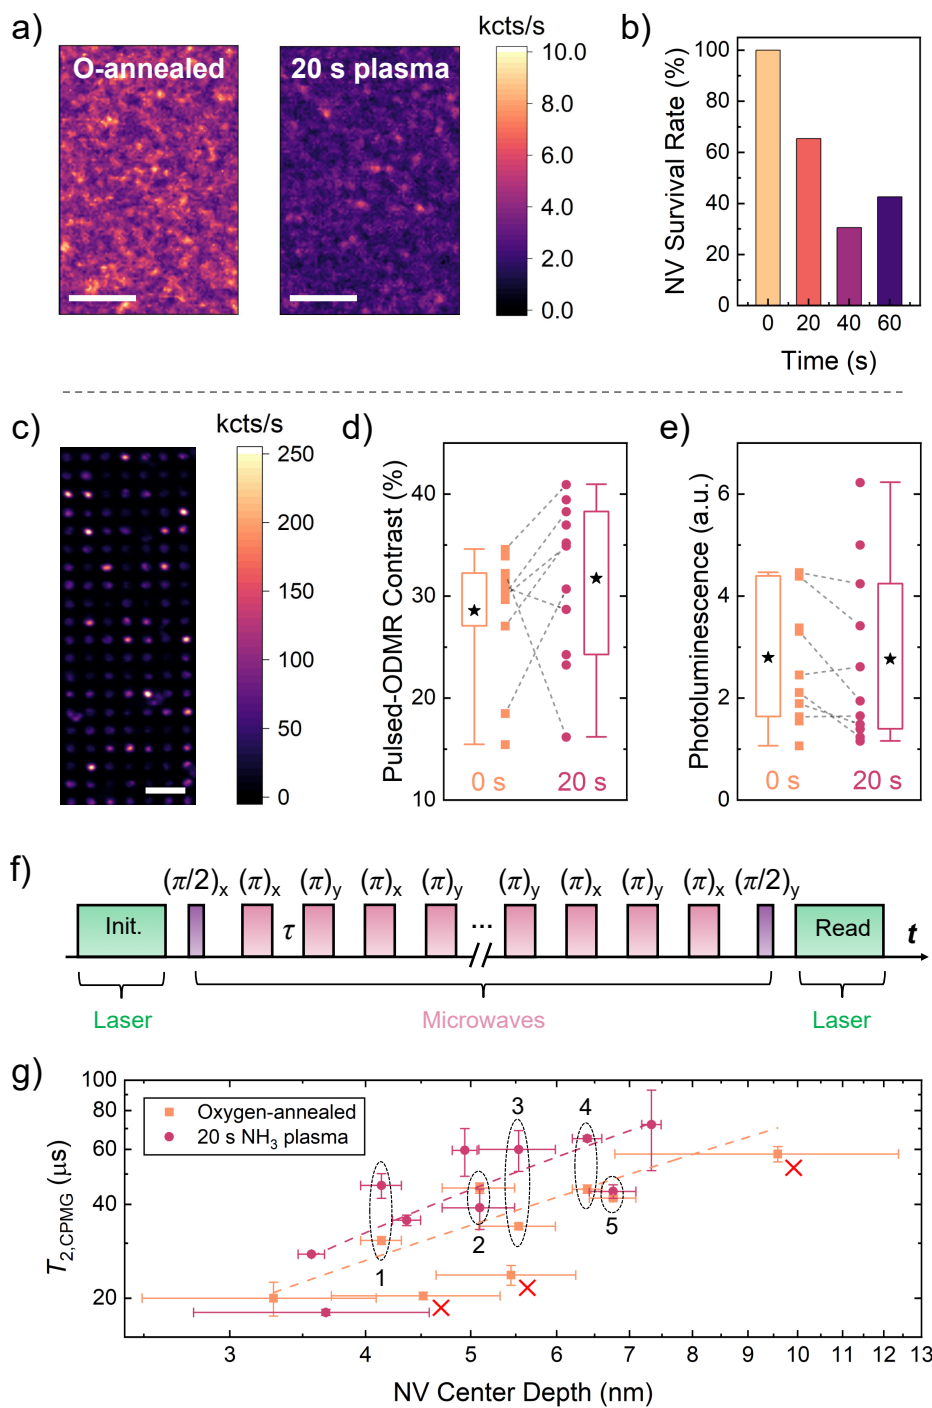 a)
kcts/s
O-annealed
20 s plasma
10.0
8.0
6.0
4.0
2.0
0.0
b)
NV Survival Rate (%)
100
80
60
40
20
0
0 20 40 60
Time (s)
c)
kcts/s
250
200
150
100
50
0
d)
Pulsed-ODMR Contrast (%)
40
30
20
10
0 s 20 s
e)
Photoluminescence (a.u.)
6
4
2
0
0 s 20 s
f)
(π/2)x (π)x (π)y (π)x (π)y (π)y (π)x (π)y (π)x (π/2)y
Init. τ ... Read t
Laser Microwaves Laser
g)
T2,CPMG (μs)
100
80
60
40
20
Oxygen-annealed
20 s NH3 plasma
1
2
3
4
5
3 4 5 6 7 8 9 10 11 12 13
NV Center Depth (nm)